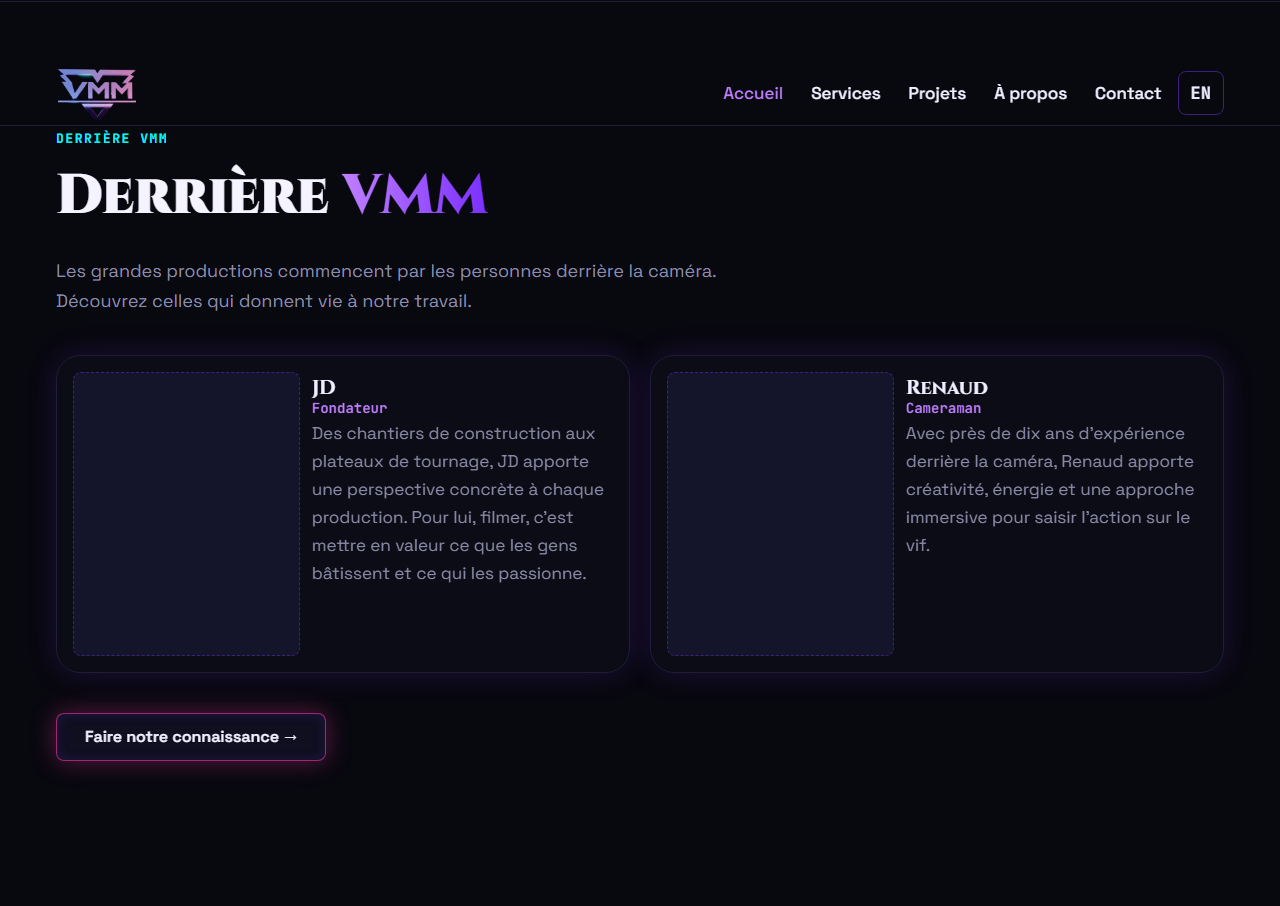 VMM
Accueil Services Projets À propos Contact EN
DERRIÈRE VMM
Derrière VMM
Les grandes productions commencent par les personnes derrière la caméra.
Découvrez celles qui donnent vie à notre travail.
JD
Fondateur
Des chantiers de construction aux
plateaux de tournage, JD apporte
une perspective concrète à chaque
production. Pour lui, filmer, c’est
mettre en valeur ce que les gens
bâtissent et ce qui les passionne.
Renaud
Cameraman
Avec près de dix ans d’expérience
derrière la caméra, Renaud apporte
créativité, énergie et une approche
immersive pour saisir l’action sur le
vif.
Faire notre connaissance →